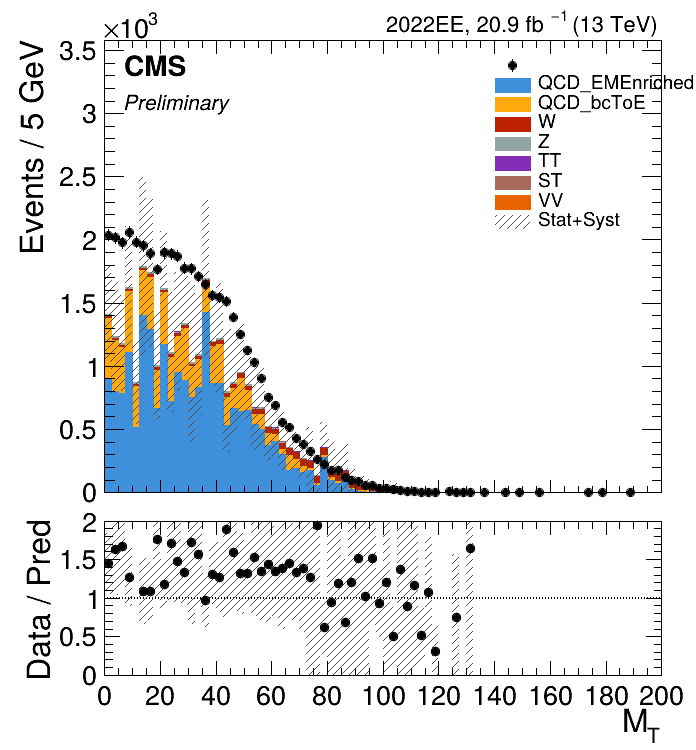 ×10³
2022EE, 20.9 fb⁻¹ (13 TeV)
CMS
Preliminary
Events / 5 GeV
3.5
3
2.5
2
1.5
1
0.5
0
QCD_EMEnriched
QCD_bcToE
W
Z
TT
ST
VV
Stat+Syst
Data / Pred
2
1.5
1
0.5
0
0 20 40 60 80 100 120 140 160 180 200
M_T